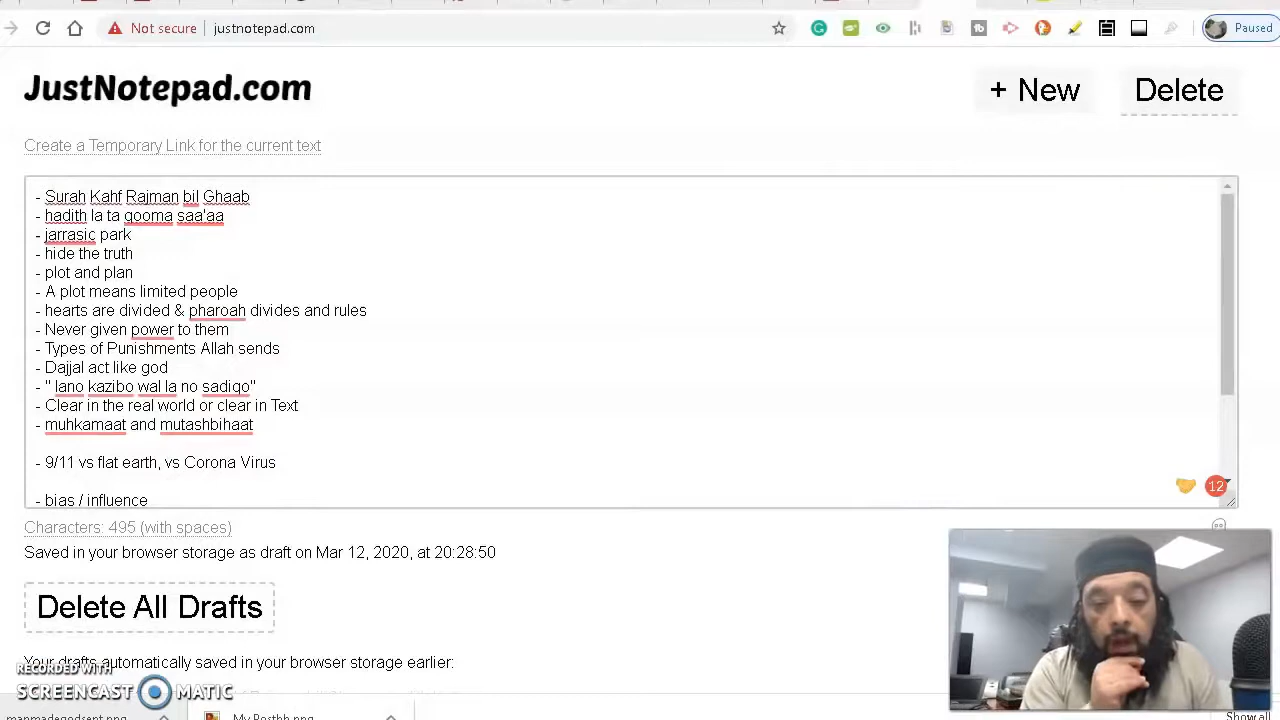 Not secure | justnotepad.com
Paused
JustNotepad.com
+ New
Delete
Create a Temporary Link for the current text
- Surah Kahf Rajman bil Ghaab
- hadith la ta qooma saa'aa
- jarrasic park
- hide the truth
- plot and plan
- A plot means limited people
- hearts are divided & pharoah divides and rules
- Never given power to them
- Types of Punishments Allah sends
- Dajjal act like god
- " lano kazibo wal la no sadiqo"
- Clear in the real world or clear in Text
- muhkamaat and mutashbihaat
- 9/11 vs flat earth, vs Corona Virus
- bias / influence
12
Characters: 495 (with spaces)
Saved in your browser storage as draft on Mar 12, 2020, at 20:28:50
Delete All Drafts
Your drafts automatically saved in your browser storage earlier.
RECORDED WITH
SCREENCAST MATIC
manmadegodsent.png
My Post.png
Show all